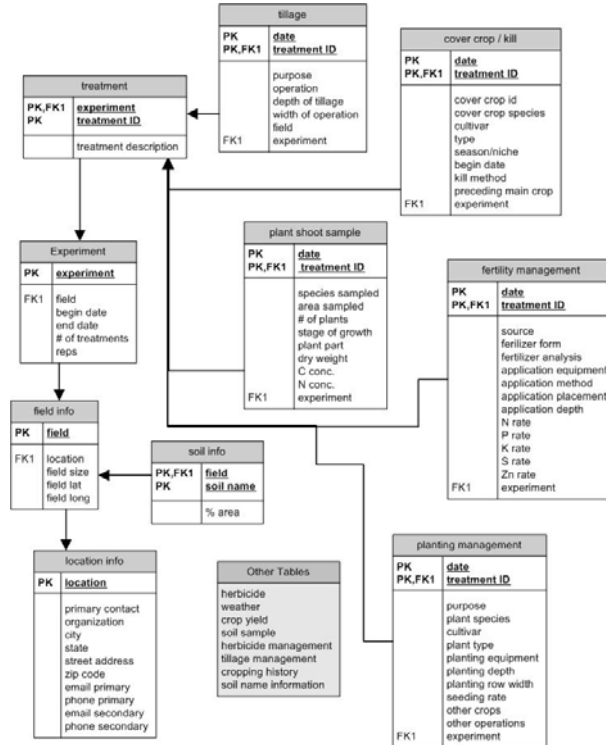 tillage
PK date
PK,FK1 treatment ID
purpose
operation
depth of tillage
width of operation
field
FK1 experiment
cover crop / kill
PK date
PK,FK1 treatment ID
cover crop id
cover crop species
cultivar
type
season/niche
begin date
kill method
preceding main crop
FK1 experiment
treatment
PK,FK1 experiment
PK treatment ID
treatment description
Experiment
PK experiment
FK1 field
begin date
end date
# of treatments
reps
plant shoot sample
PK date
PK,FK1 treatment ID
species sampled
area sampled
# of plants
stage of growth
plant part
dry weight
C conc.
N conc.
FK1 experiment
fertility management
PK date
PK,FK1 treatment ID
source
ferilizer form
fertilizer analysis
application equipment
application method
application placement
application depth
N rate
P rate
K rate
S rate
Zn rate
FK1 experiment
field info
PK field
FK1 location
field size
field lat
field long
soil info
PK,FK1 field
PK soil name
% area
location info
PK location
primary contact
organization
city
state
street address
zip code
email primary
phone primary
email secondary
phone secondary
Other Tables
herbicide
weather
crop yield
soil sample
herbicide management
tillage management
cropping history
soil name information
planting management
PK date
PK,FK1 treatment ID
purpose
plant species
cultivar
plant type
planting equipment
planting depth
planting row width
seeding rate
other crops
other operations
FK1 experiment